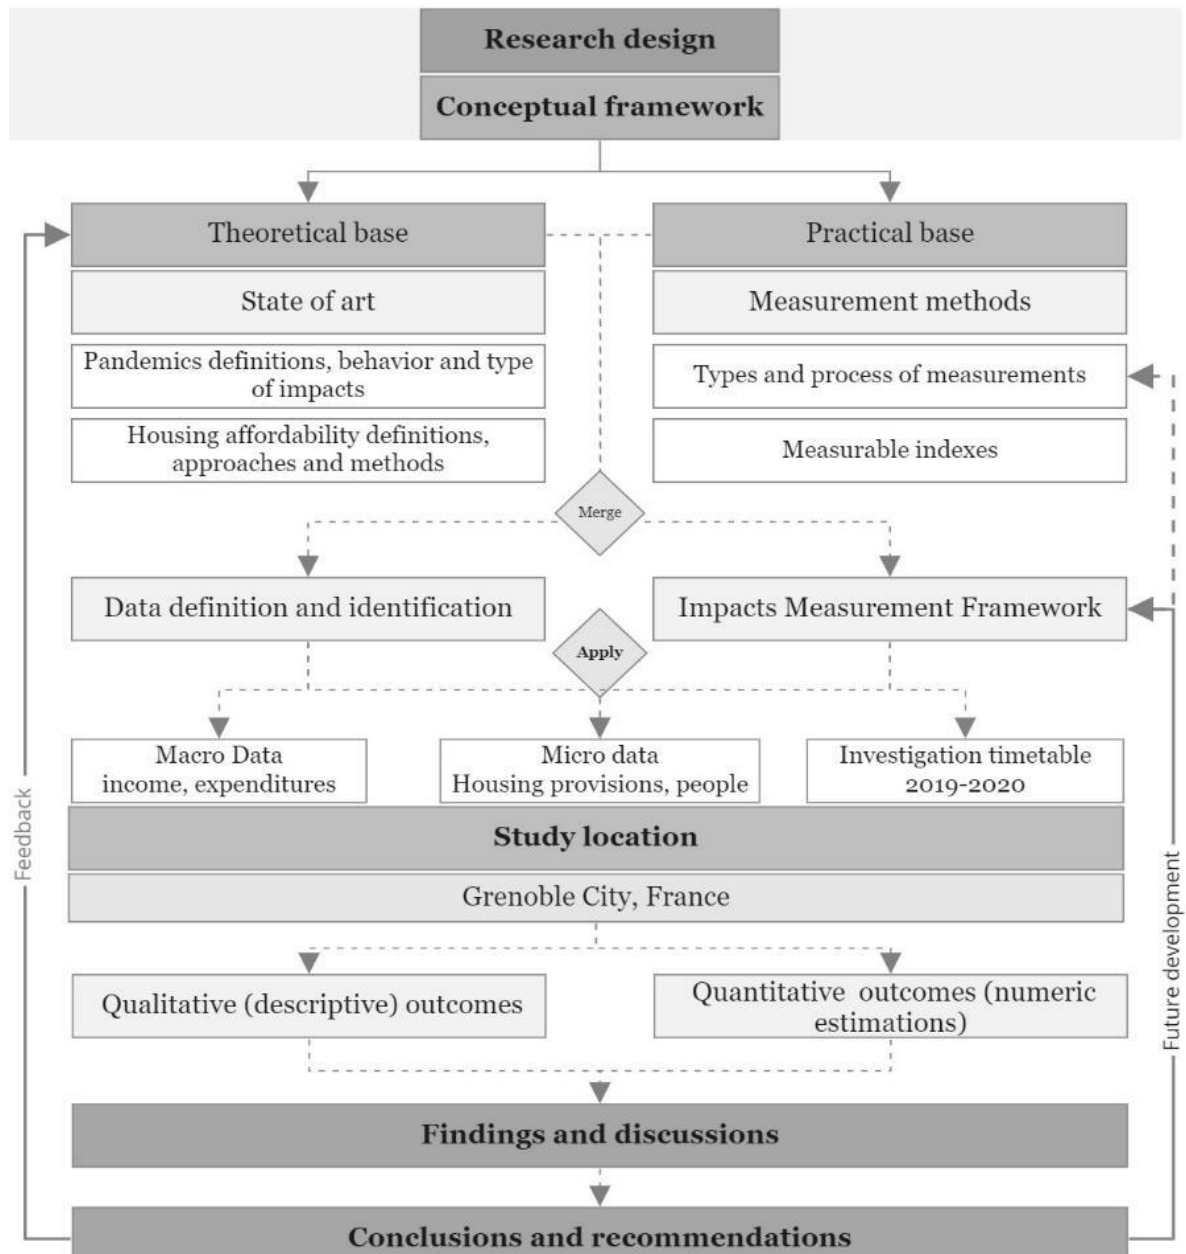 Research design
Conceptual framework
Theoretical base
Practical base
State of art
Measurement methods
Pandemics definitions, behavior and type
of impacts
Types and process of measurements
Housing affordability definitions,
approaches and methods
Measurable indexes
Merge
Data definition and identification
Impacts Measurement Framework
Apply
Macro Data
income, expenditures
Micro data
Housing provisions, people
Investigation timetable
2019-2020
Study location
Grenoble City, France
Feedback
Future development
Qualitative (descriptive) outcomes
Quantitative outcomes (numeric
estimations)
Findings and discussions
Conclusions and recommendations